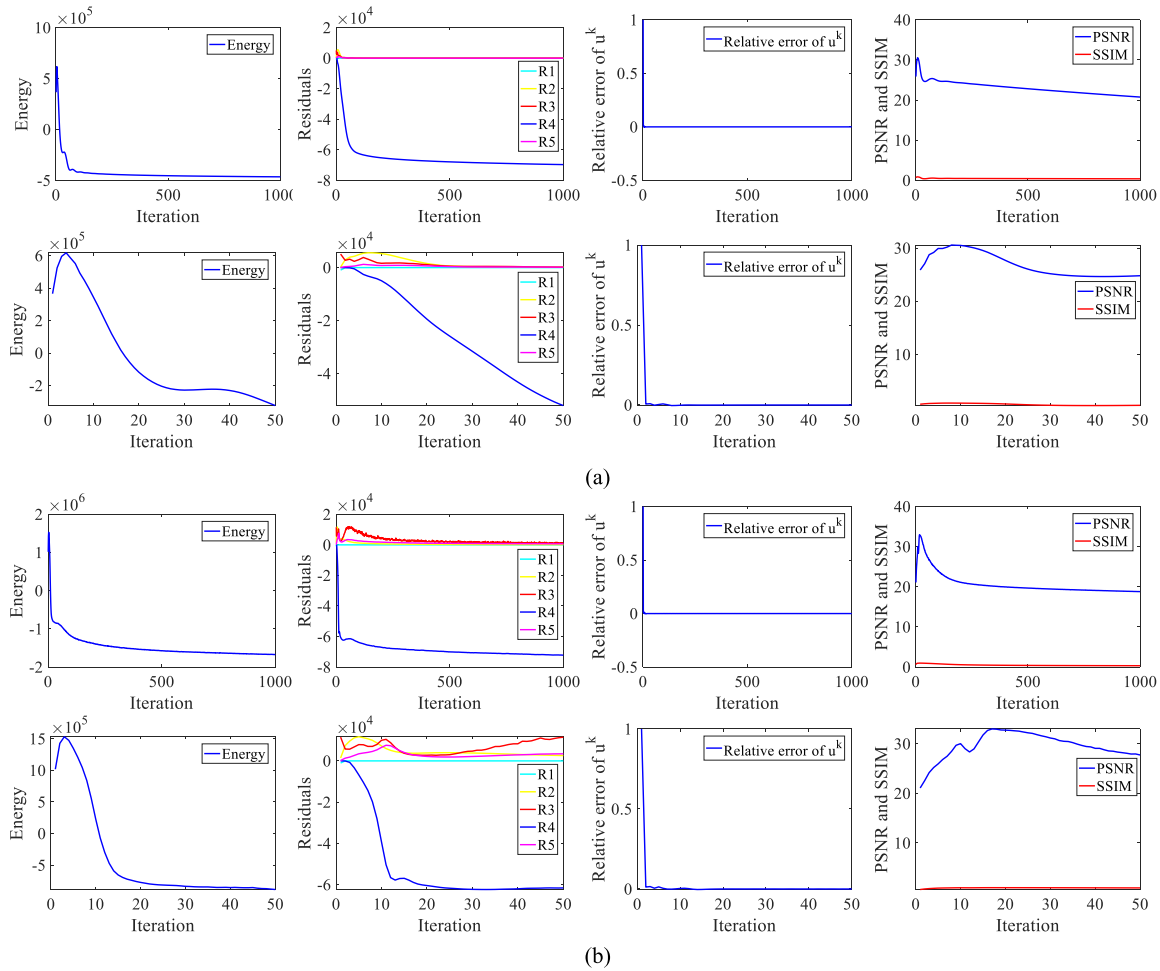 ×10^5
10
5
0
-5
Energy
Energy
0
500
1000
Iteration
×10^4
2
0
-2
-4
-6
-8
Residuals
R1
R2
R3
R4
R5
0
500
1000
Iteration
1
0.5
0
-0.5
Relative error of u^k
Relative error of u^k
0
500
1000
Iteration
40
30
20
10
0
PSNR and SSIM
PSNR
SSIM
0
500
1000
Iteration
×10^5
6
4
2
0
-2
Energy
Energy
0
10
20
30
40
50
Iteration
×10^4
0
-2
-4
Residuals
R1
R2
R3
R4
R5
0
10
20
30
40
50
Iteration
1
0.5
0
Relative error of u^k
Relative error of u^k
0
10
20
30
40
50
Iteration
30
20
10
PSNR and SSIM
PSNR
SSIM
0
10
20
30
40
50
Iteration
(a)
×10^6
2
1
0
-1
-2
Energy
Energy
0
500
1000
Iteration
×10^4
2
0
-2
-4
-6
-8
Residuals
R1
R2
R3
R4
R5
0
500
1000
Iteration
1
0.5
0
-0.5
Relative error of u^k
Relative error of u^k
0
500
1000
Iteration
40
30
20
10
0
PSNR and SSIM
PSNR
SSIM
0
500
1000
Iteration
×10^5
15
10
5
0
-5
Energy
Energy
0
10
20
30
40
50
Iteration
×10^4
0
-2
-4
-6
Residuals
R1
R2
R3
R4
R5
0
10
20
30
40
50
Iteration
1
0.5
0
Relative error of u^k
Relative error of u^k
0
10
20
30
40
50
Iteration
30
20
10
PSNR and SSIM
PSNR
SSIM
0
10
20
30
40
50
Iteration
(b)